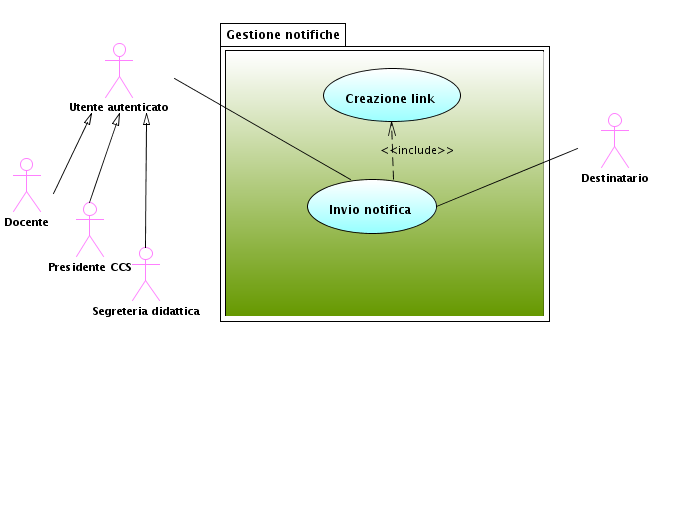 Gestione notifiche
Utente autenticato
Creazione link
<<include>>
Destinatario
Invio notifica
Docente
Presidente CCS
Segreteria didattica